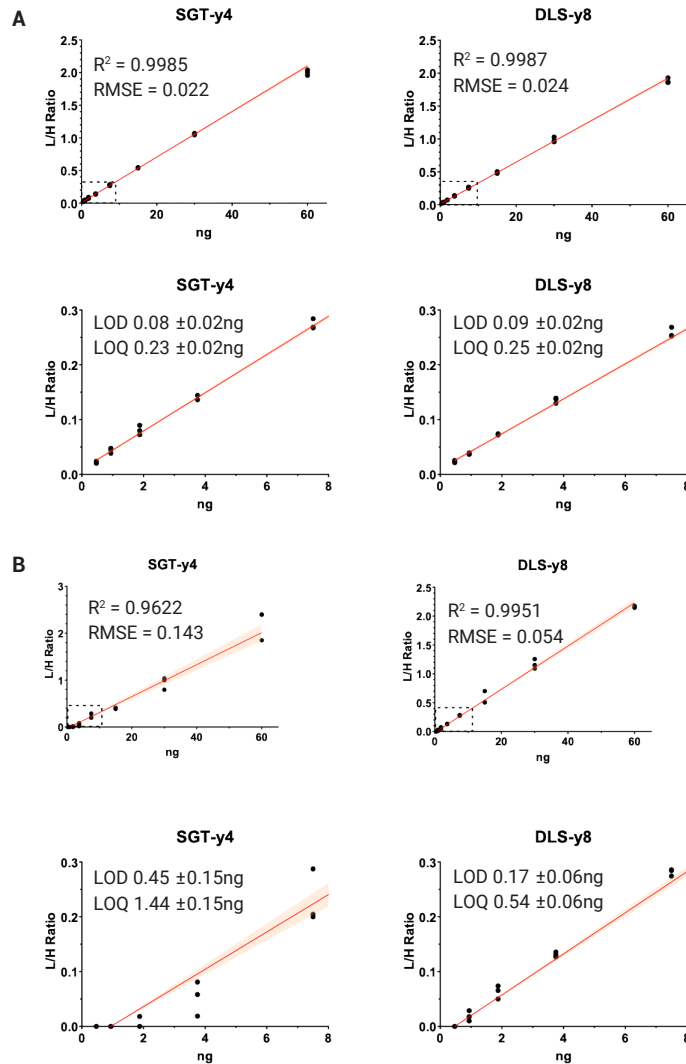 A
SGT-y4
R² = 0.9985
RMSE = 0.022
L/H Ratio
2.5
2.0
1.5
1.0
0.5
0.0
0 20 40 60
ng
DLS-y8
R² = 0.9987
RMSE = 0.024
L/H Ratio
2.5
2.0
1.5
1.0
0.5
0.0
0 20 40 60
ng
SGT-y4
LOD 0.08 ±0.02ng
LOQ 0.23 ±0.02ng
L/H Ratio
0.3
0.2
0.1
0.0
0 2 4 6 8
ng
DLS-y8
LOD 0.09 ±0.02ng
LOQ 0.25 ±0.02ng
L/H Ratio
0.3
0.2
0.1
0.0
0 2 4 6 8
ng
B
SGT-y4
R² = 0.9622
RMSE = 0.143
L/H Ratio
3
2
1
0
0 20 40 60
ng
DLS-y8
R² = 0.9951
RMSE = 0.054
L/H Ratio
2.5
2.0
1.5
1.0
0.5
0.0
0 20 40 60
ng
SGT-y4
LOD 0.45 ±0.15ng
LOQ 1.44 ±0.15ng
L/H Ratio
0.3
0.2
0.1
0.0
0 2 4 6 8
ng
DLS-y8
LOD 0.17 ±0.06ng
LOQ 0.54 ±0.06ng
L/H Ratio
0.3
0.2
0.1
0.0
0 2 4 6 8
ng